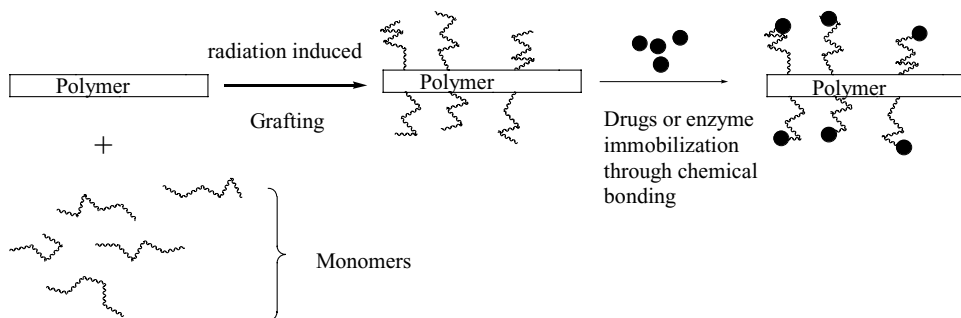 Polymer
+
Monomers
radiation induced
Grafting
Polymer
Drugs or enzyme
immobilization
through chemical
bonding
Polymer